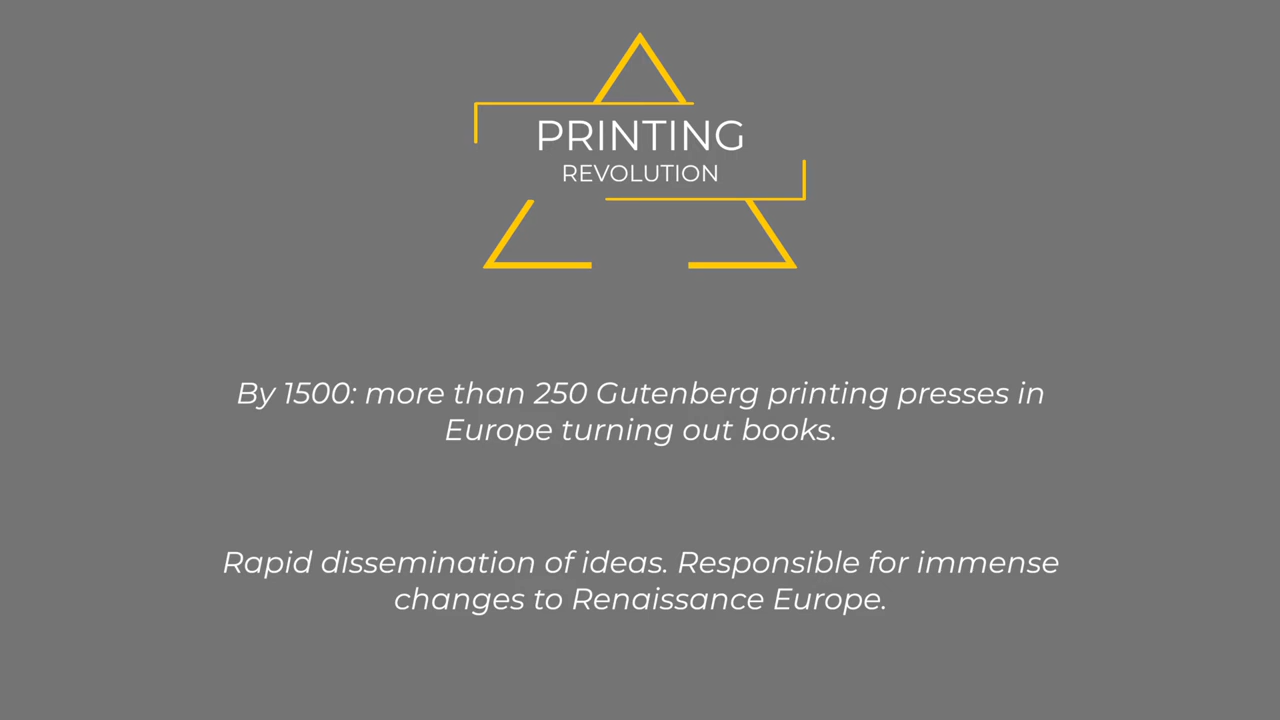 PRINTING
REVOLUTION
By 1500: more than 250 Gutenberg printing presses in
Europe turning out books.
Rapid dissemination of ideas. Responsible for immense
changes to Renaissance Europe.